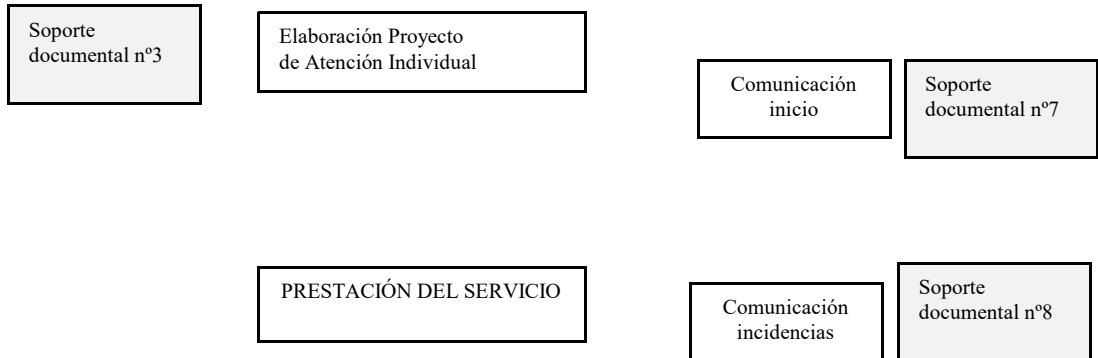 Soporte
documental nº3
Elaboración Proyecto
de Atención Individual
Comunicación
inicio
Soporte
documental nº7
PRESTACIÓN DEL SERVICIO
Comunicación
incidencias
Soporte
documental nº8